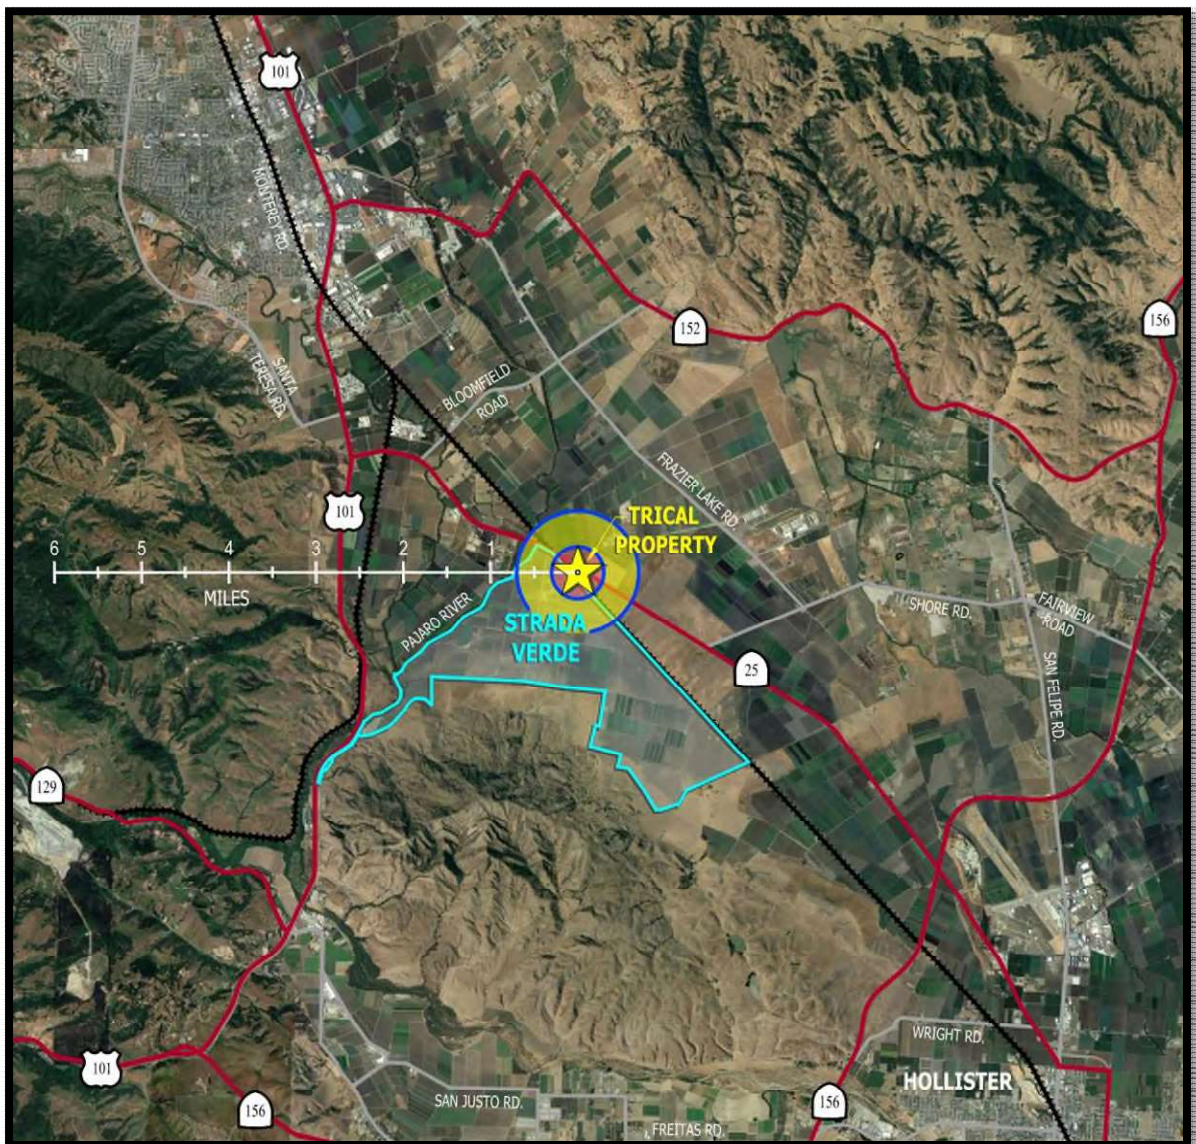 101
MONTEREY RD.
152
156
SANTA
TERESA RD.
BLOOMFIELD
ROAD
FRAZIER LAKE RD.
101
TRICAL
PROPERTY
6 5 4 3 2 1
MILES
PAJARO RIVER
STRADA
VERDE
SHORE RD.
FAIRVIEW
ROAD
SAN FELIPE RD.
25
129
WRIGHT RD.
HOLLISTER
101
156
SAN JUSTO RD.
156
FREITAS RD.